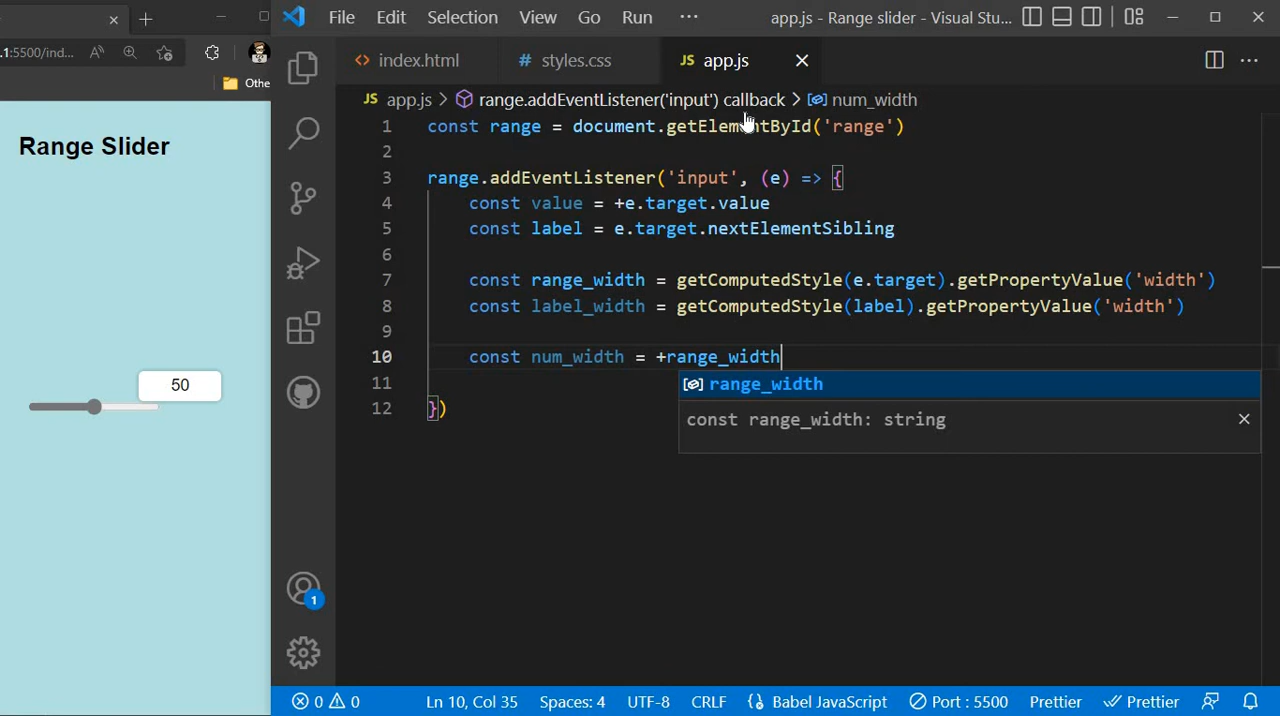 File Edit Selection View Go Run ··· app.js - Range slider - Visual Stu...
.1:5500/ind...
Othe
index.html styles.css JS app.js
JS app.js > range.addEventListener('input') callback > num_width
Range Slider
50
1 const range = document.getElementById('range')
2
3 range.addEventListener('input', (e) => {
4 const value = +e.target.value
5 const label = e.target.nextElementSibling
6
7 const range_width = getComputedStyle(e.target).getPropertyValue('width')
8 const label_width = getComputedStyle(label).getPropertyValue('width')
9
10 const num_width = +range_width
11
12 })
range_width
const range_width: string
1
0 0 Ln 10, Col 35 Spaces: 4 UTF-8 CRLF {} Babel JavaScript Port : 5500 Prettier Prettier